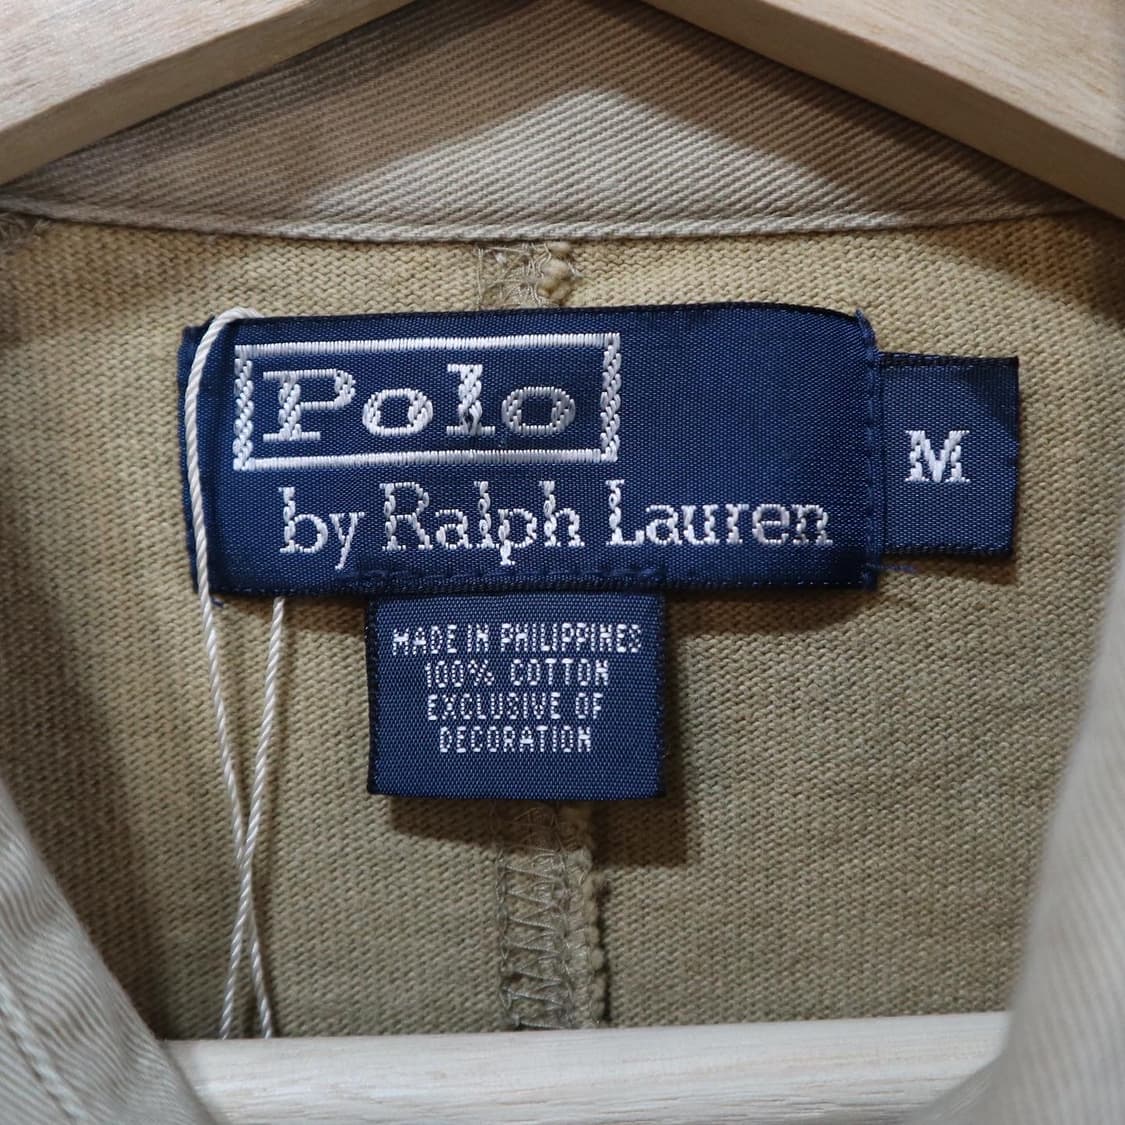 Polo
by Ralph Lauren
M
MADE IN PHILIPPINES
100% COTTON
EXCLUSIVE OF
DECORATION